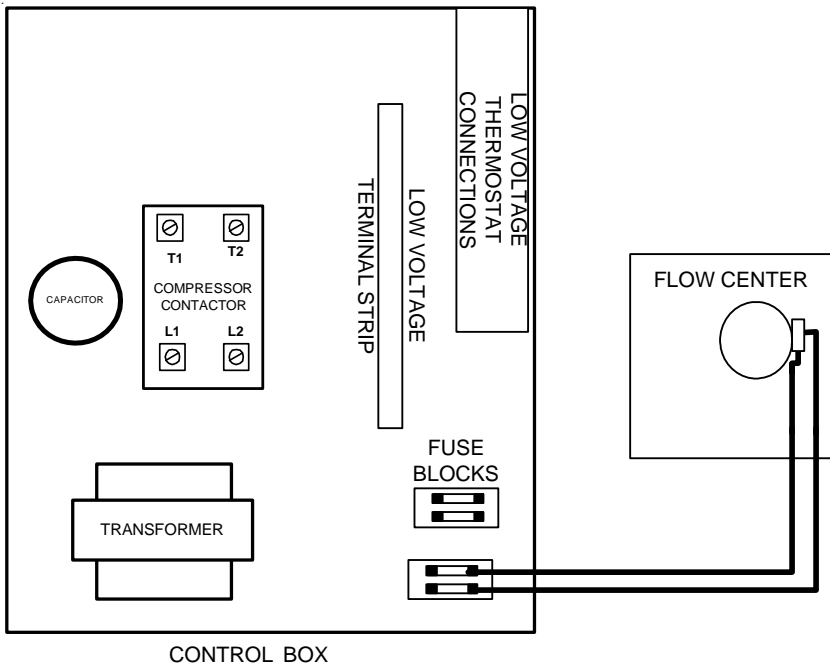 LOW VOLTAGE
THERMOSTAT
CONNECTIONS
LOW VOLTAGE
TERMINAL STRIP
T1
T2
COMPRESSOR
CONTACTOR
L1
L2
CAPACITOR
FLOW CENTER
FUSE
BLOCKS
TRANSFORMER
CONTROL BOX